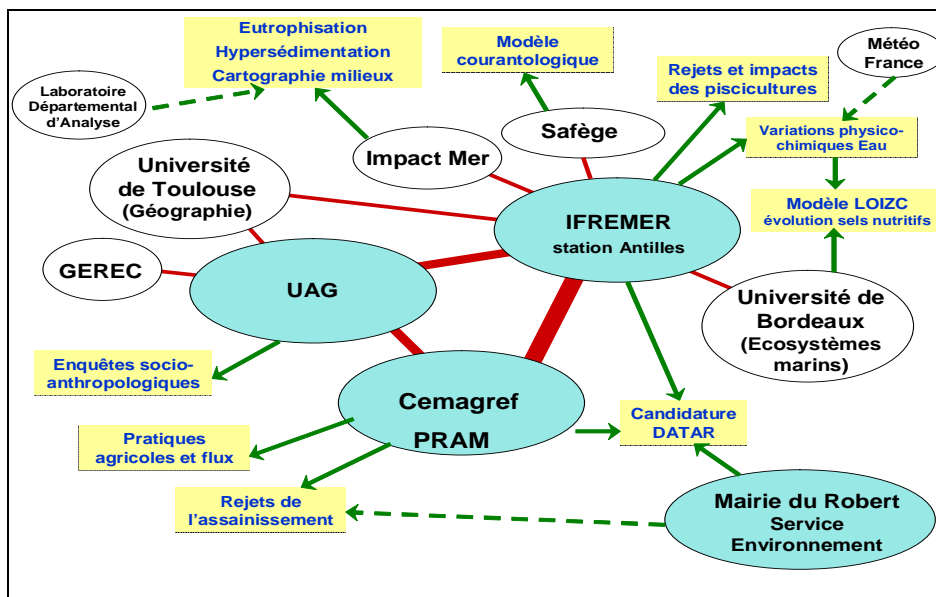 Eutrophisation
Hypersédimentation
Cartographie milieux
Modèle
courantologique
Météo
France
Rejets et impacts
des piscicultures
Laboratoire
Départemental
d'Analyse
Safège
Variations physico-
chimiques Eau
Impact Mer
Université
de Toulouse
(Géographie)
Modèle LOIZC
évolution sels nutritifs
IFREMER
station Antilles
GEREC
UAG
Université de
Bordeaux
(Ecosystèmes
marins)
Enquêtes socio-
anthropologiques
Cemagref
PRAM
Candidature
DATAR
Pratiques
agricoles et flux
Rejets de
l'assainissement
Mairie du Robert
Service
Environnement